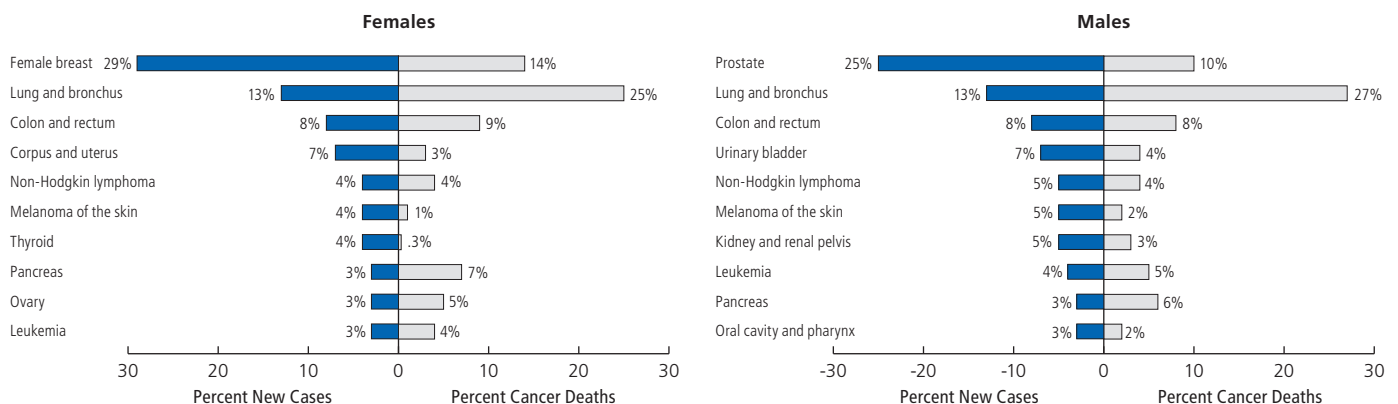 Females
Female breast 29% 14%
Lung and bronchus 13% 25%
Colon and rectum 8% 9%
Corpus and uterus 7% 3%
Non-Hodgkin lymphoma 4% 4%
Melanoma of the skin 4% 1%
Thyroid 4% .3%
Pancreas 3% 7%
Ovary 3% 5%
Leukemia 3% 4%
30 20 10 0 10 20 30
Percent New Cases Percent Cancer Deaths
Males
Prostate 25% 10%
Lung and bronchus 13% 27%
Colon and rectum 8% 8%
Urinary bladder 7% 4%
Non-Hodgkin lymphoma 5% 4%
Melanoma of the skin 5% 2%
Kidney and renal pelvis 5% 3%
Leukemia 4% 5%
Pancreas 3% 6%
Oral cavity and pharynx 3% 2%
-30 -20 -10 0 10 20 30
Percent New Cases Percent Cancer Deaths